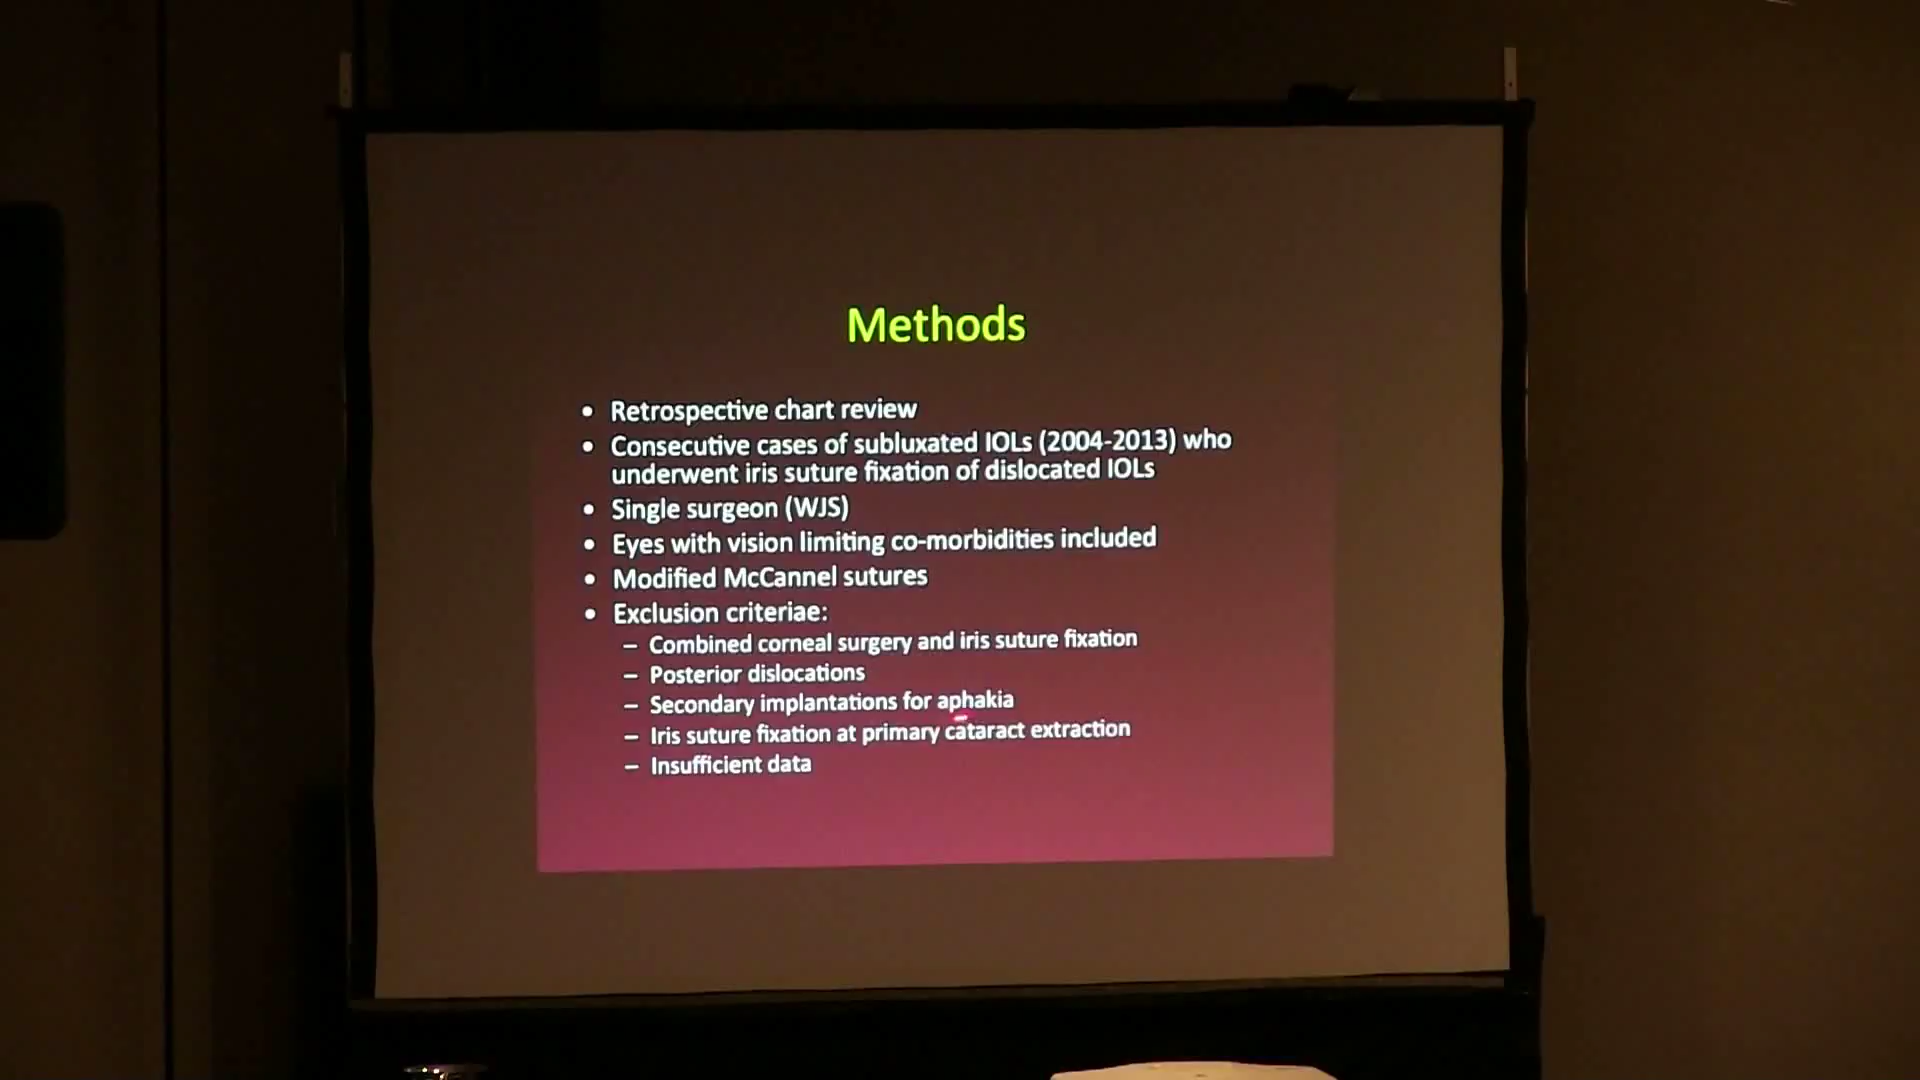 Methods
• Retrospective chart review
• Consecutive cases of subluxated IOLs (2004-2013) who
underwent iris suture fixation of dislocated IOLs
• Single surgeon (WJS)
• Eyes with vision limiting co-morbidities included
• Modified McCannel sutures
• Exclusion criteriae:
– Combined corneal surgery and iris suture fixation
– Posterior dislocations
– Secondary implantations for aphakia
– Iris suture fixation at primary cataract extraction
– Insufficient data